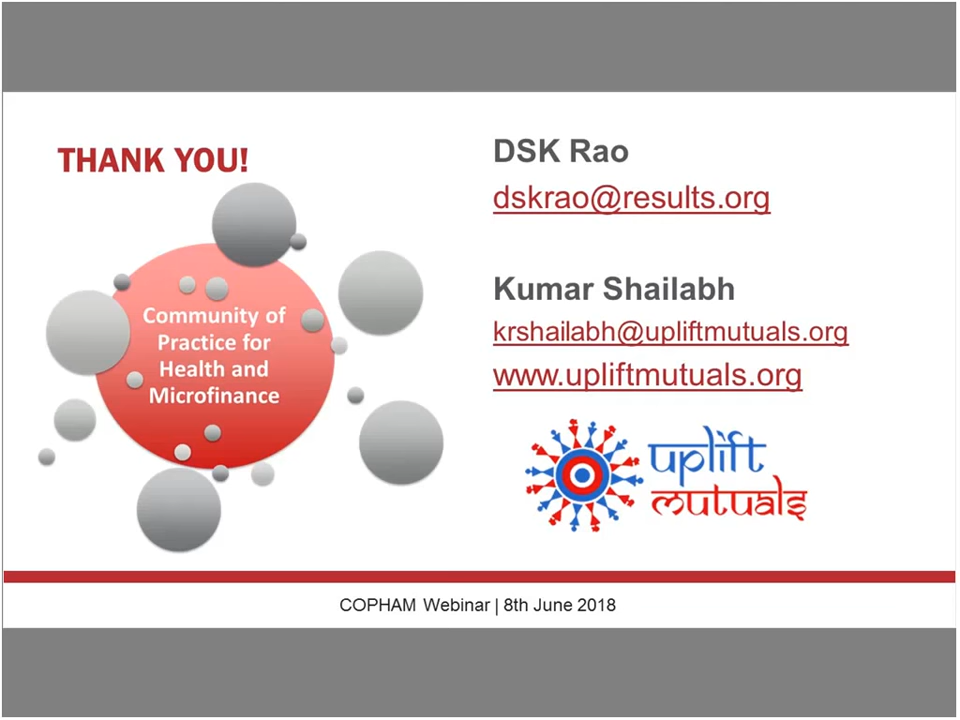 THANK YOU!
Community of
Practice for
Health and
Microfinance
DSK Rao
dskrao@results.org
Kumar Shailabh
krshailabh@upliftmutuals.org
www.upliftmutuals.org
uplift
mutuals
COPHAM Webinar | 8th June 2018